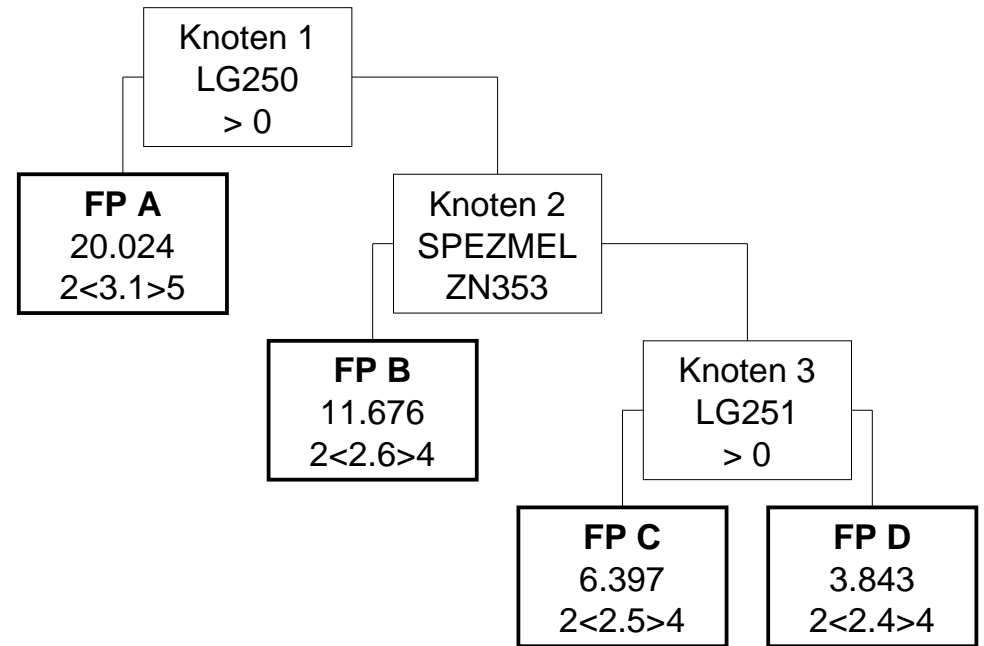 Knoten 1
LG250
> 0
FP A
20.024
2<3.1>5
Knoten 2
SPEZMEL
ZN353
FP B
11.676
2<2.6>4
Knoten 3
LG251
> 0
FP C
6.397
2<2.5>4
FP D
3.843
2<2.4>4